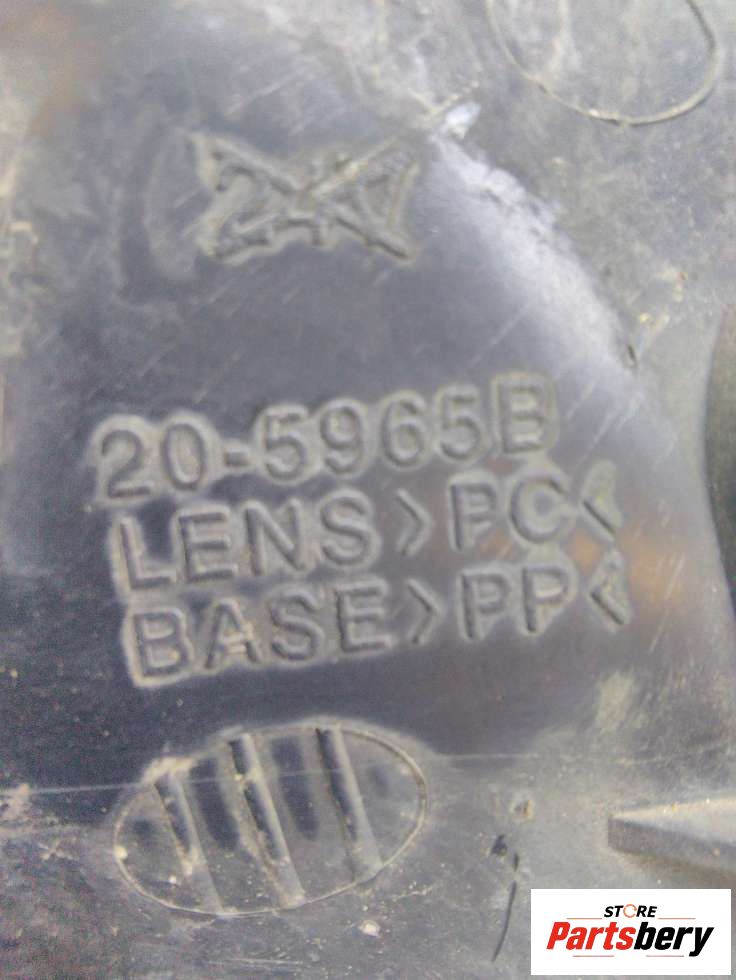 20-5965B
LENS>PC<
BASE>PP<
STORE
Partsbery